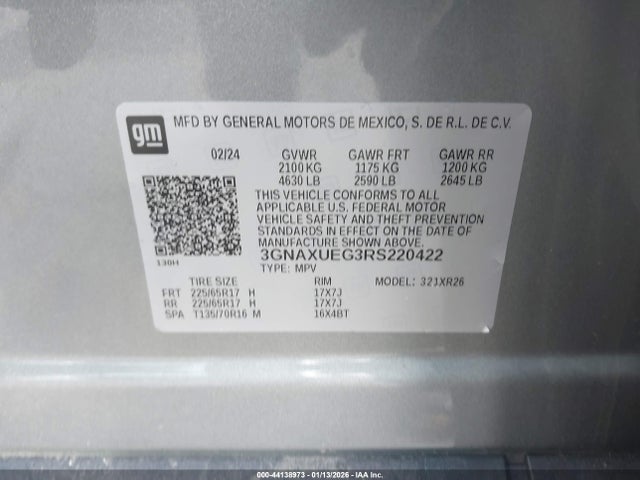 gm
MFD BY GENERAL MOTORS DE MEXICO, S. DE R.L. DE C.V.
02/24 GVWR GAWR FRT GAWR RR
2100 KG 1175 KG 1200 KG
4630 LB 2590 LB 2645 LB
THIS VEHICLE CONFORMS TO ALL
APPLICABLE U.S. FEDERAL MOTOR
VEHICLE SAFETY AND THEFT PREVENTION
STANDARDS IN EFFECT ON THE DATE OF
MANUFACTURE SHOWN ABOVE.
3GNAXUEG3RS220422
130H TYPE: MPV
TIRE SIZE RIM MODEL: 321XR26
FRT 225/65R17 H 17X7J
RR 225/65R17 H 17X7J
SPA T135/70R16 M 16X4BT
000-44138973 | 01/13/2026 - IAA Inc.